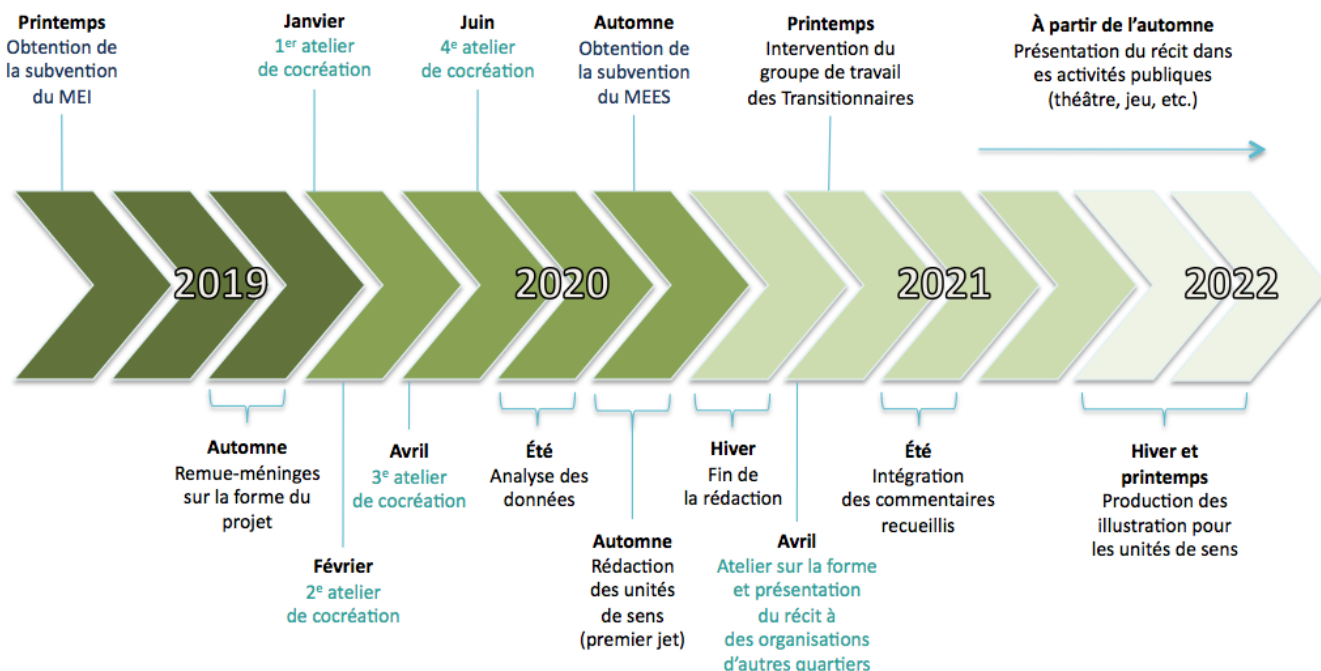 Printemps
Obtention de
la subvention
du MEI
Janvier
1er atelier
de cocréation
Juin
4e atelier
de cocréation
Automne
Obtention de
la subvention
du MEES
Printemps
Intervention du
groupe de travail
des Transitionnaires
À partir de l’automne
Présentation du récit dans
es activités publiques
(théâtre, jeu, etc.)
2019
2020
2021
2022
Automne
Remue-méninges
sur la forme du
projet
Février
2e atelier
de cocréation
Avril
3e atelier
de cocréation
Été
Analyse des
données
Automne
Rédaction
des unités
de sens
(premier jet)
Hiver
Fin de
la rédaction
Avril
Atelier sur la forme
et présentation
du récit à
des organisations
d’autres quartiers
Été
Intégration
des commentaires
recueillis
Hiver et
printemps
Production des
illustration pour
les unités de sens